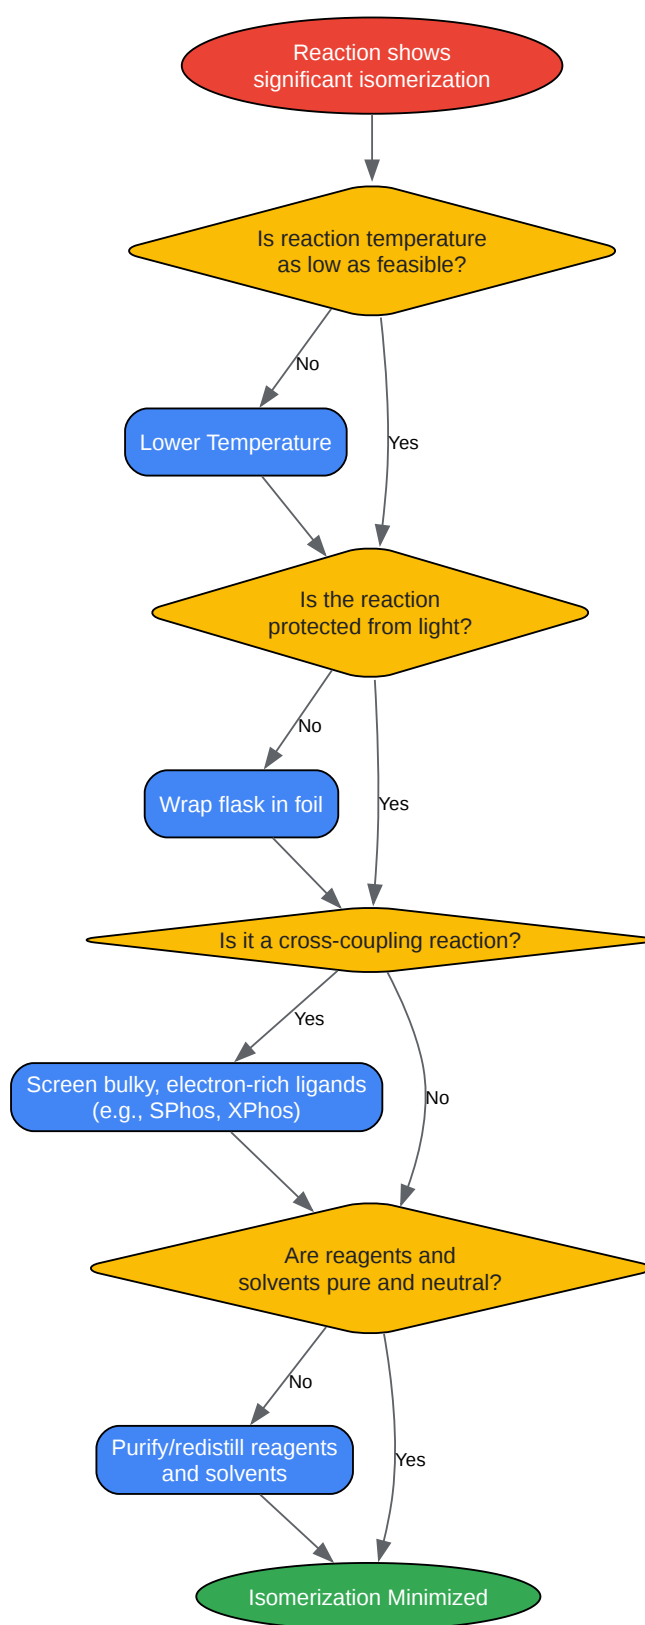 Reaction shows
significant isomerization
Is reaction temperature
as low as feasible?
No
Lower Temperature
Yes
Is the reaction
protected from light?
No
Wrap flask in foil
Yes
Is it a cross-coupling reaction?
Yes
Screen bulky, electron-rich ligands
(e.g., SPhos, XPhos)
No
Are reagents and
solvents pure and neutral?
No
Purify/redistill reagents
and solvents
Yes
Isomerization Minimized